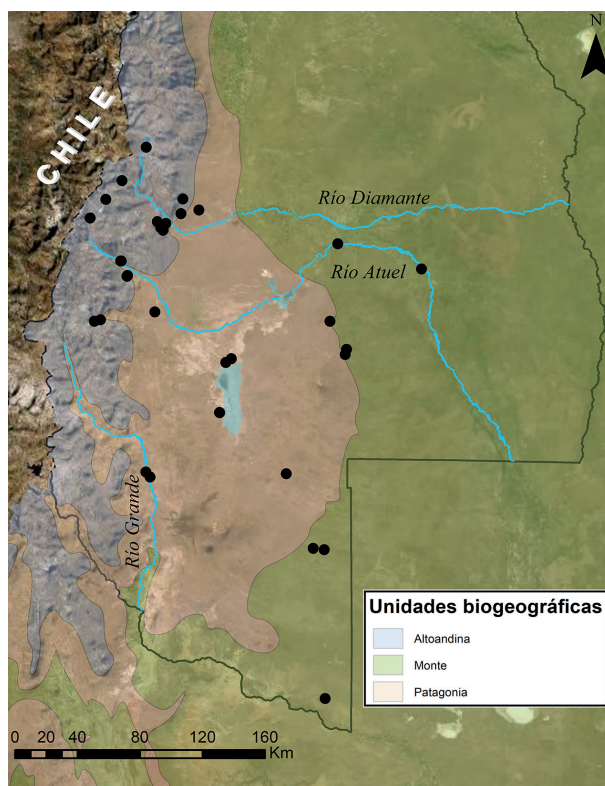 N
CHILE
Río Diamante
Río Atuel
Río Grande
Unidades biogeográficas
Altoandina
Monte
Patagonia
0 20 40 80 120 160
Km